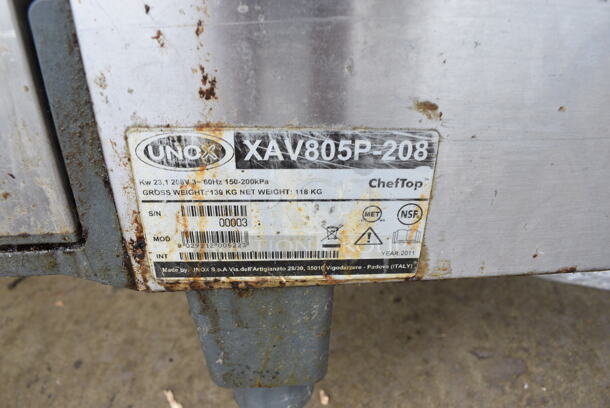 UNOX XAV805P-208
Kw 23,1 208V 3~ 60Hz 150-200kPa
GROSS WEIGHT: 139 KG NET WEIGHT: 118 KG
ChefTop
S/N
00003
MET
NSF
MOD
INT
YEAR 2011
Made by: UNOX S.p.A Via dell'Artigianato 28/30, 35010 Vigodarzere - Padova (ITALY)